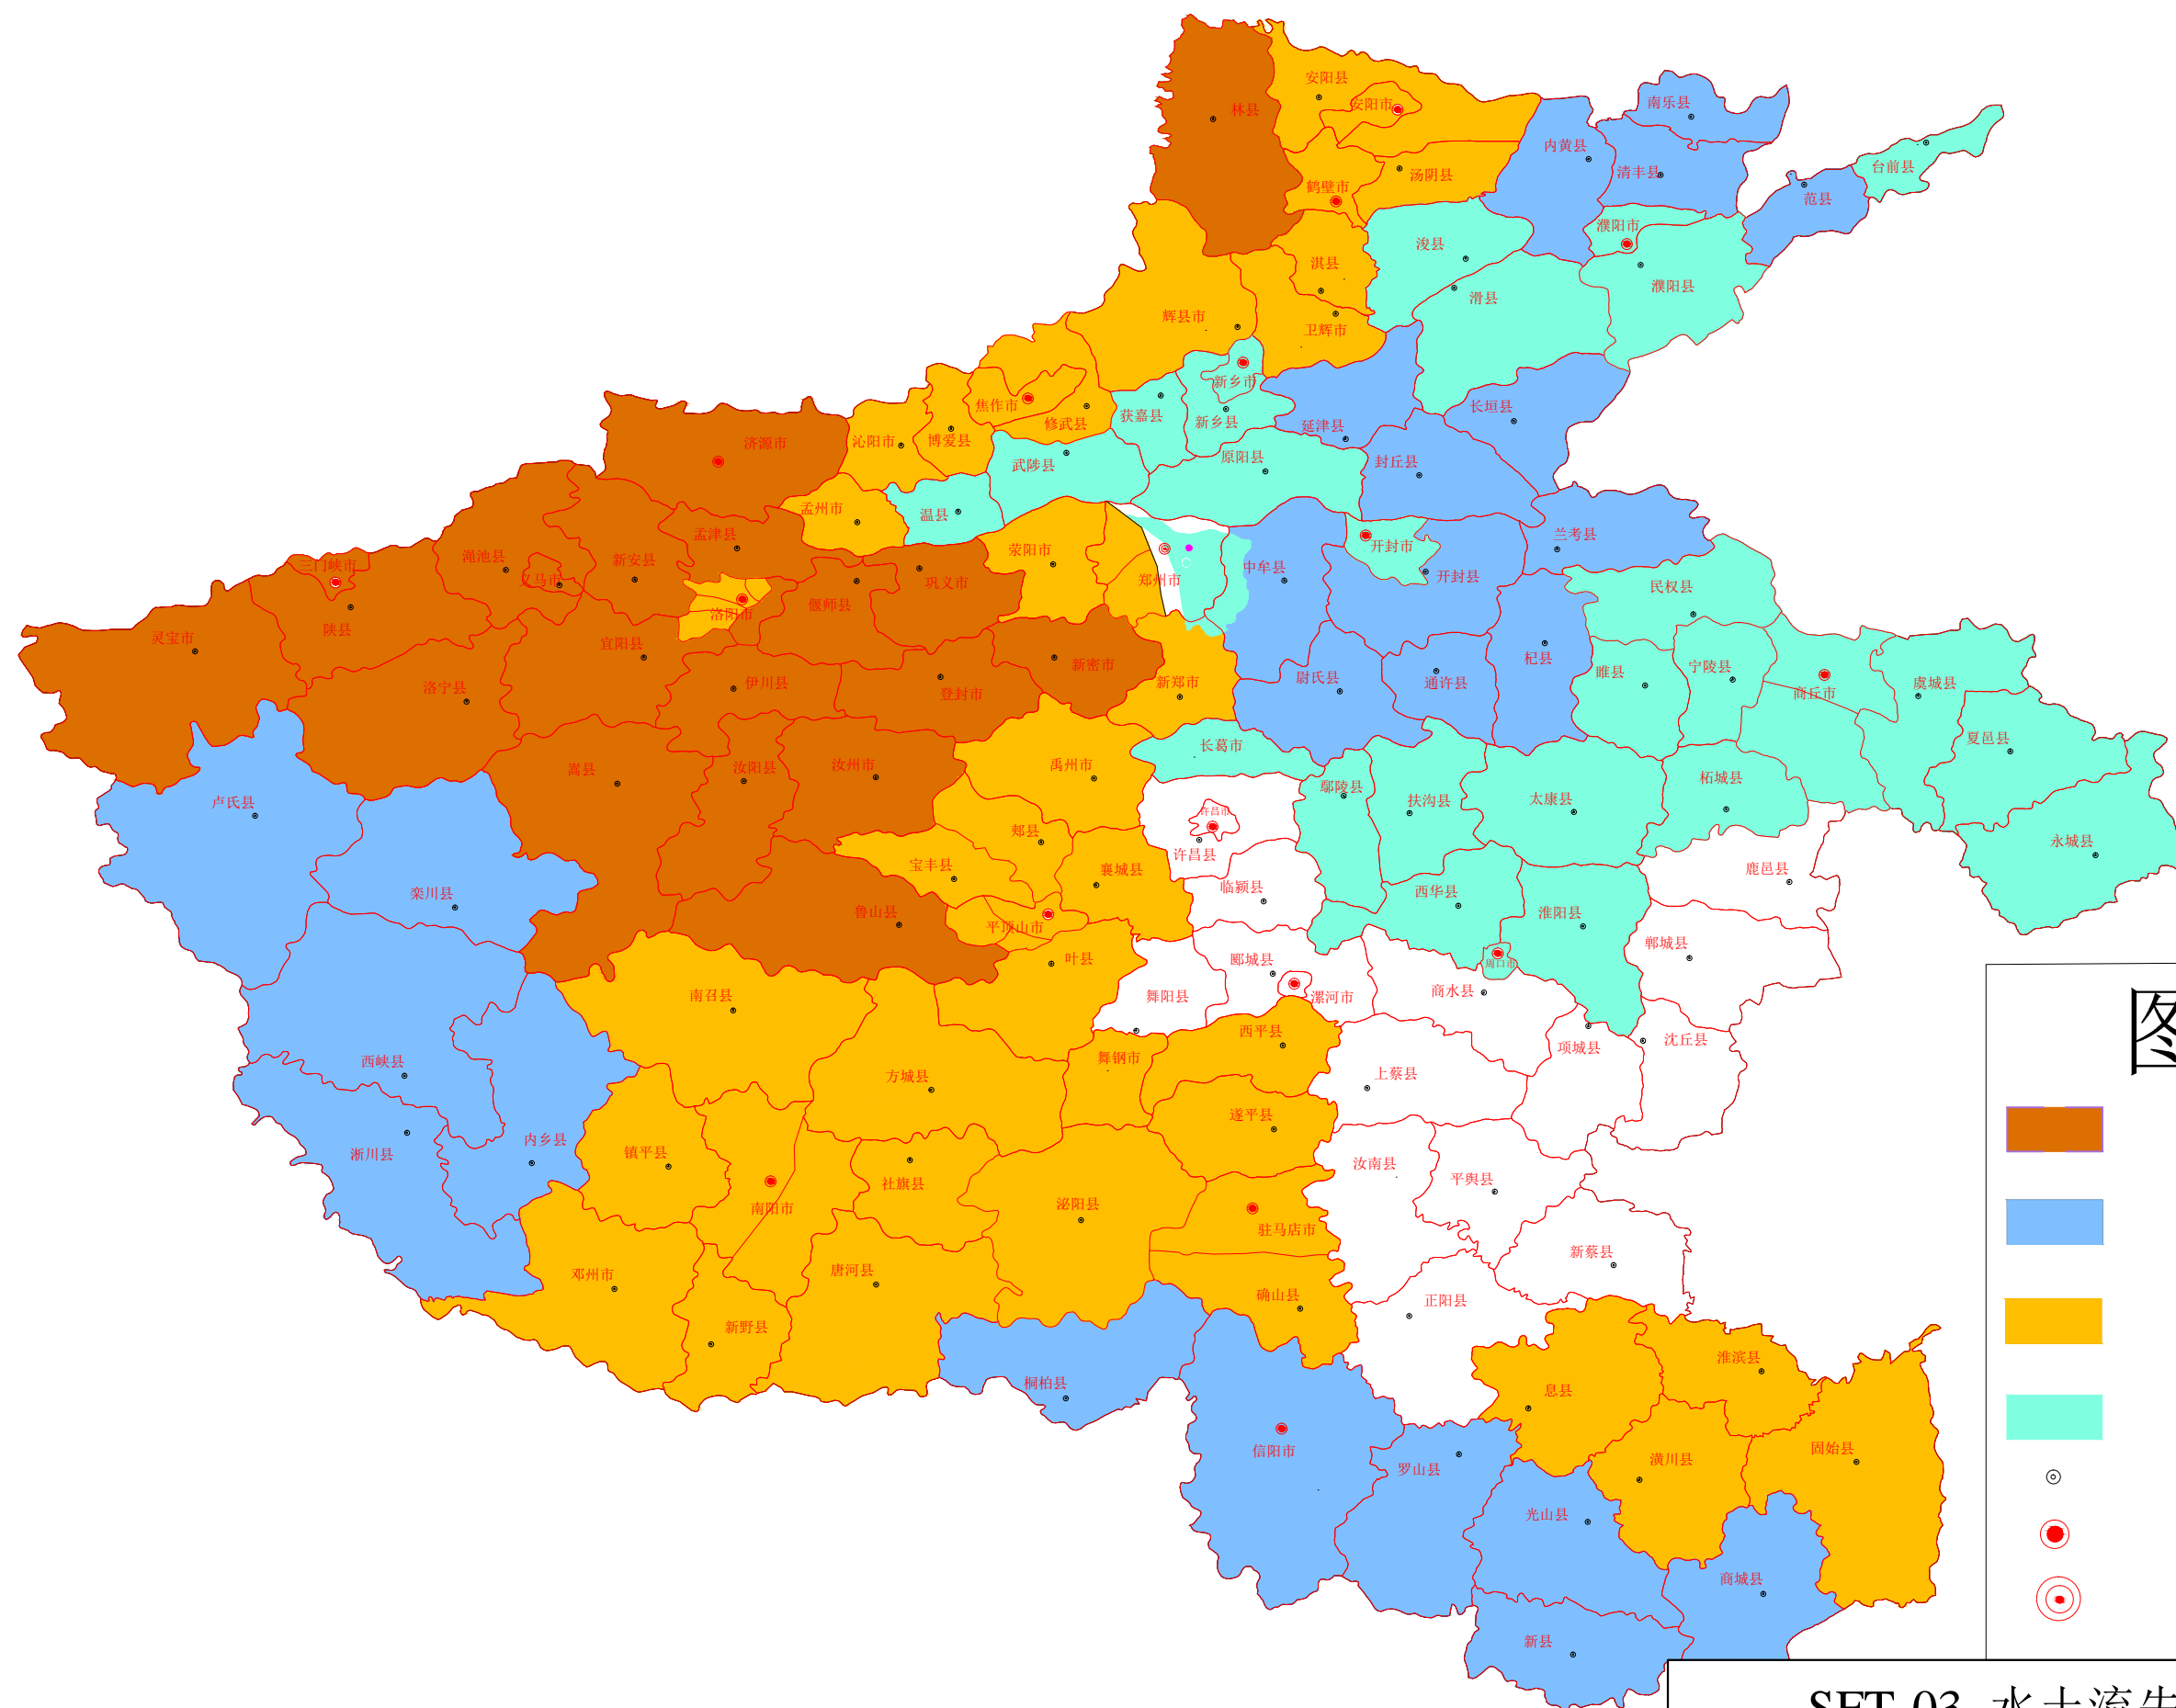 安阳县
南乐县
安阳市
林县
内黄县
清丰县
台前县
汤阴县
鹤壁市
范县
濮阳市
浚县
淇县
濮阳县
滑县
辉县市
卫辉市
新乡市
焦作市
长垣县
获嘉县
修武县
新乡县
延津县
济源市
沁阳市
博爱县
原阳县
封丘县
武陟县
孟州市
温县
孟津县
兰考县
开封市
荥阳市
渑池县
新安县
三门峡市
中牟县
开封县
义马市
郑州市
巩义市
民权县
偃师县
洛阳市
陕县
灵宝市
宜阳县
杞县
新密市
宁陵县
睢县
尉氏县
通许县
伊川县
新郑市
虞城县
洛宁县
登封市
商丘市
夏邑县
长葛市
禹州市
汝州市
汝阳县
嵩县
柘城县
鄢陵县
扶沟县
太康县
卢氏县
许昌市
郏县
永城县
许昌县
宝丰县
襄城县
鹿邑县
临颍县
栾川县
西华县
鲁山县
淮阳县
平顶山市
郸城县
叶县
郾城县
周口市
南召县
舞阳县
漯河市
商水县
西平县
沈丘县
项城县
舞钢市
西峡县
上蔡县
方城县
遂平县
内乡县
淅川县
镇平县
汝南县
平舆县
社旗县
泌阳县
南阳市
驻马店市
新蔡县
唐河县
邓州市
确山县
正阳县
新野县
淮滨县
桐柏县
息县
固始县
信阳市
潢川县
罗山县
光山县
商城县
新县
图
SET-03 水土流失